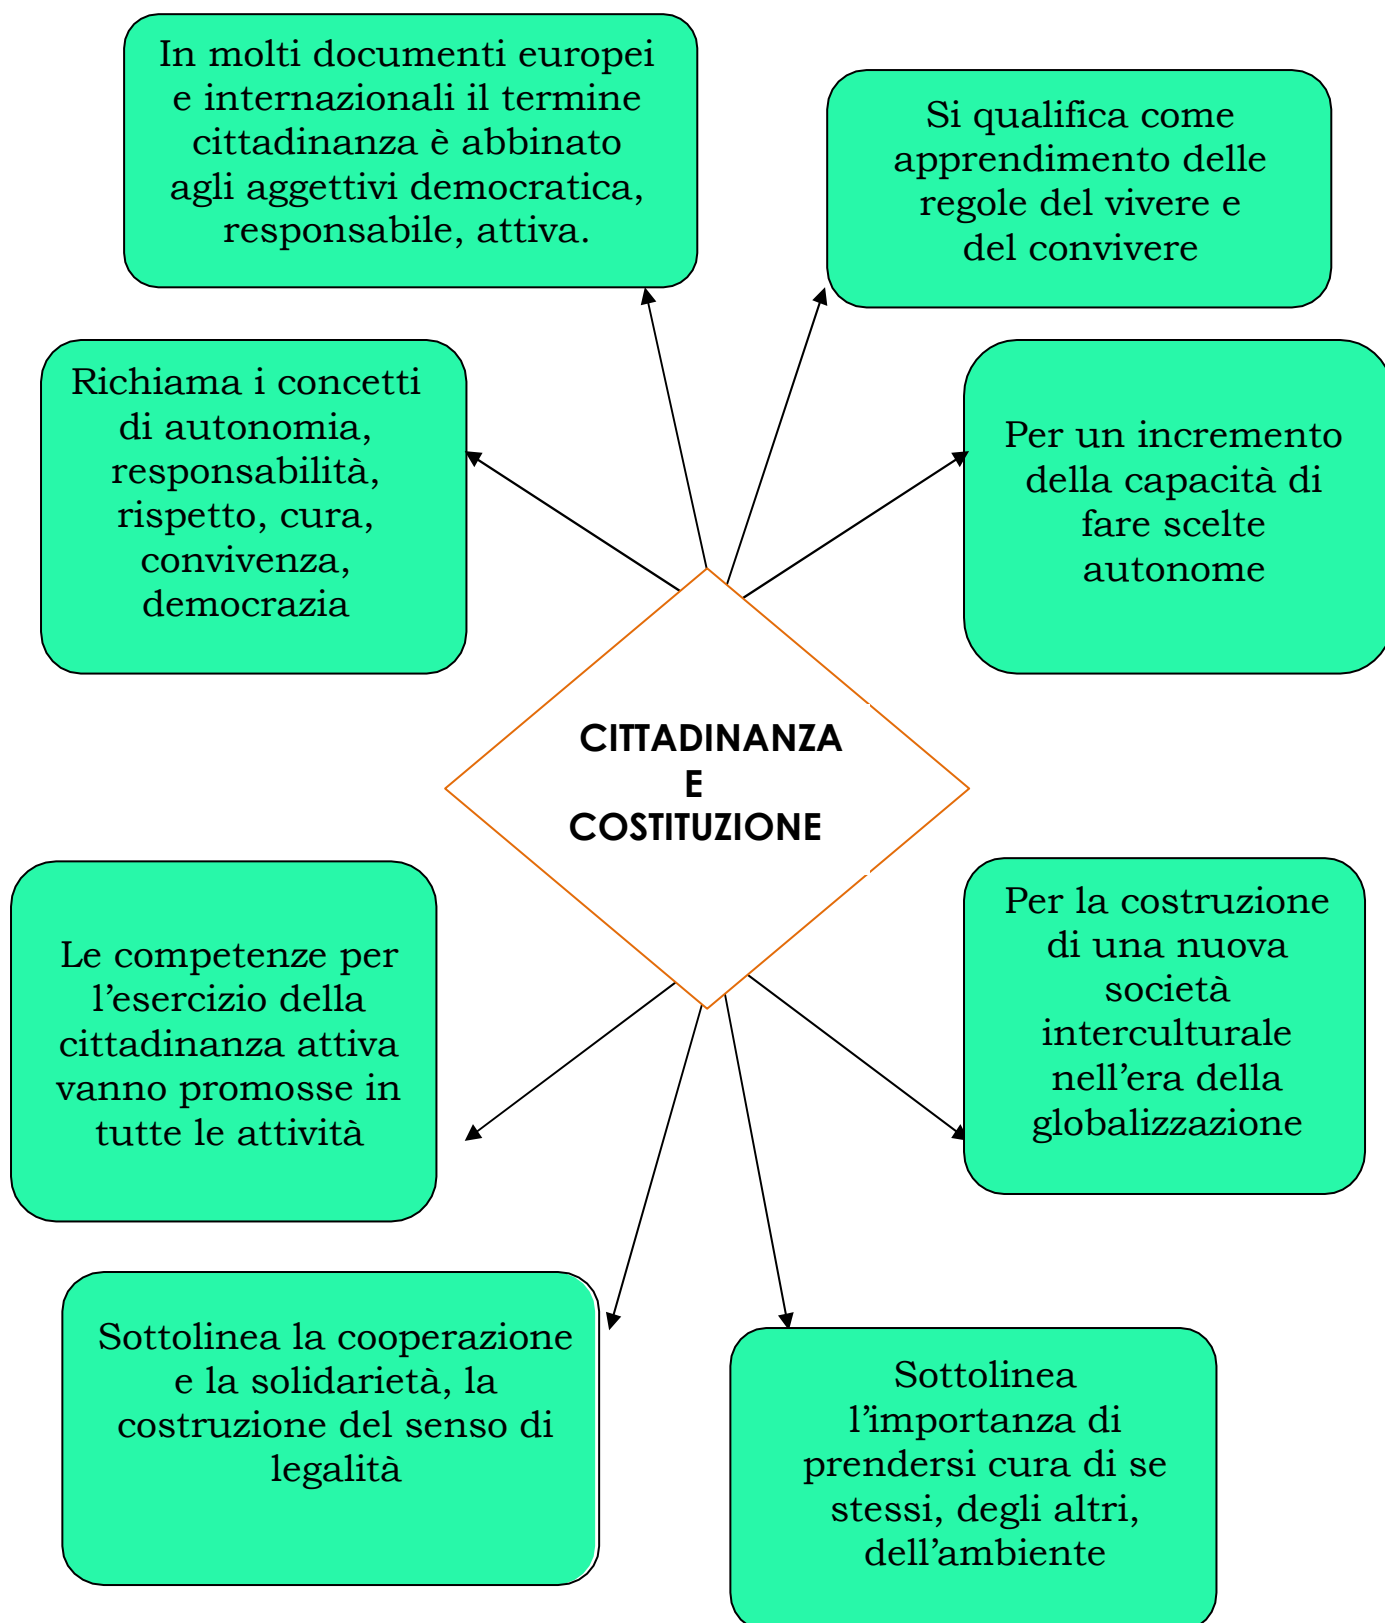 In molti documenti europei
e internazionali il termine
cittadinanza è abbinato
agli aggettivi democratica,
responsabile, attiva.
Si qualifica come
apprendimento delle
regole del vivere e
del convivere
Richiama i concetti
di autonomia,
responsabilità,
rispetto, cura,
convivenza,
democrazia
Per un incremento
della capacità di
fare scelte
autonome
CITTADINANZA
E
COSTITUZIONE
Le competenze per
l’esercizio della
cittadinanza attiva
vanno promosse in
tutte le attività
Per la costruzione
di una nuova
società
interculturale
nell’era della
globalizzazione
Sottolinea la cooperazione
e la solidarietà, la
costruzione del senso di
legalità
Sottolinea
l’importanza di
prendersi cura di se
stessi, degli altri,
dell’ambiente